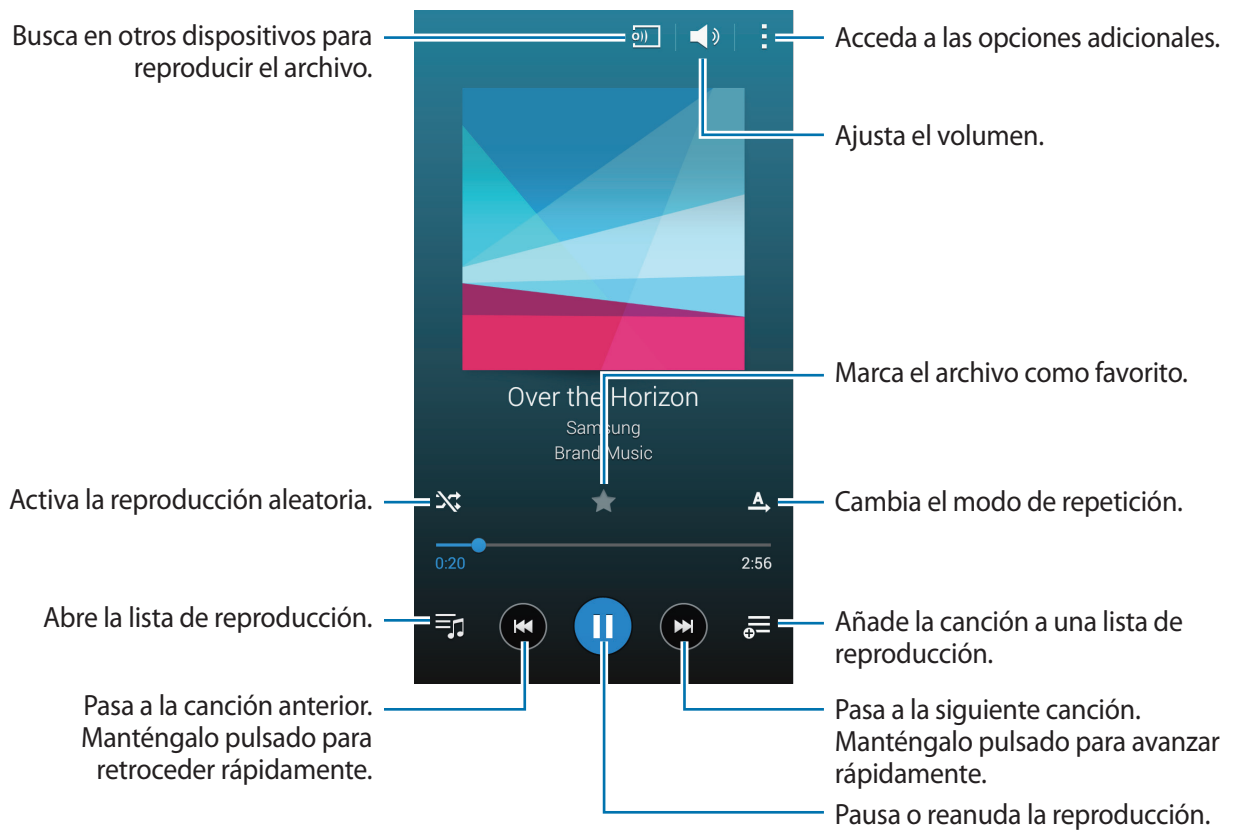 Busca en otros dispositivos para
reproducir el archivo.
Acceda a las opciones adicionales.
Ajusta el volumen.
Marca el archivo como favorito.
Over the Horizon
Samsung
Brand Music
Activa la reproducción aleatoria.
A
Cambia el modo de repetición.
0:20
2:56
Abre la lista de reproducción.
Añade la canción a una lista de
reproducción.
Pasa a la canción anterior.
Manténgalo pulsado para
retroceder rápidamente.
Pasa a la siguiente canción.
Manténgalo pulsado para avanzar
rápidamente.
Pausa o reanuda la reproducción.